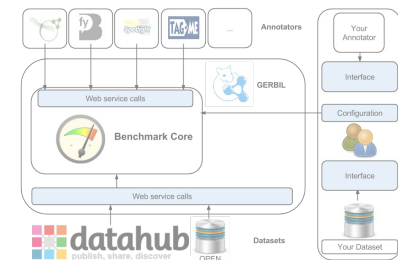 fy
Spotlight
TAGME
...
Annotators
Your
Annotator
GERBIL
Interface
Web service calls
Configuration
Benchmark Core
Interface
Web service calls
datahub
publish, share, discover
OPEN
Datasets
Your Dataset